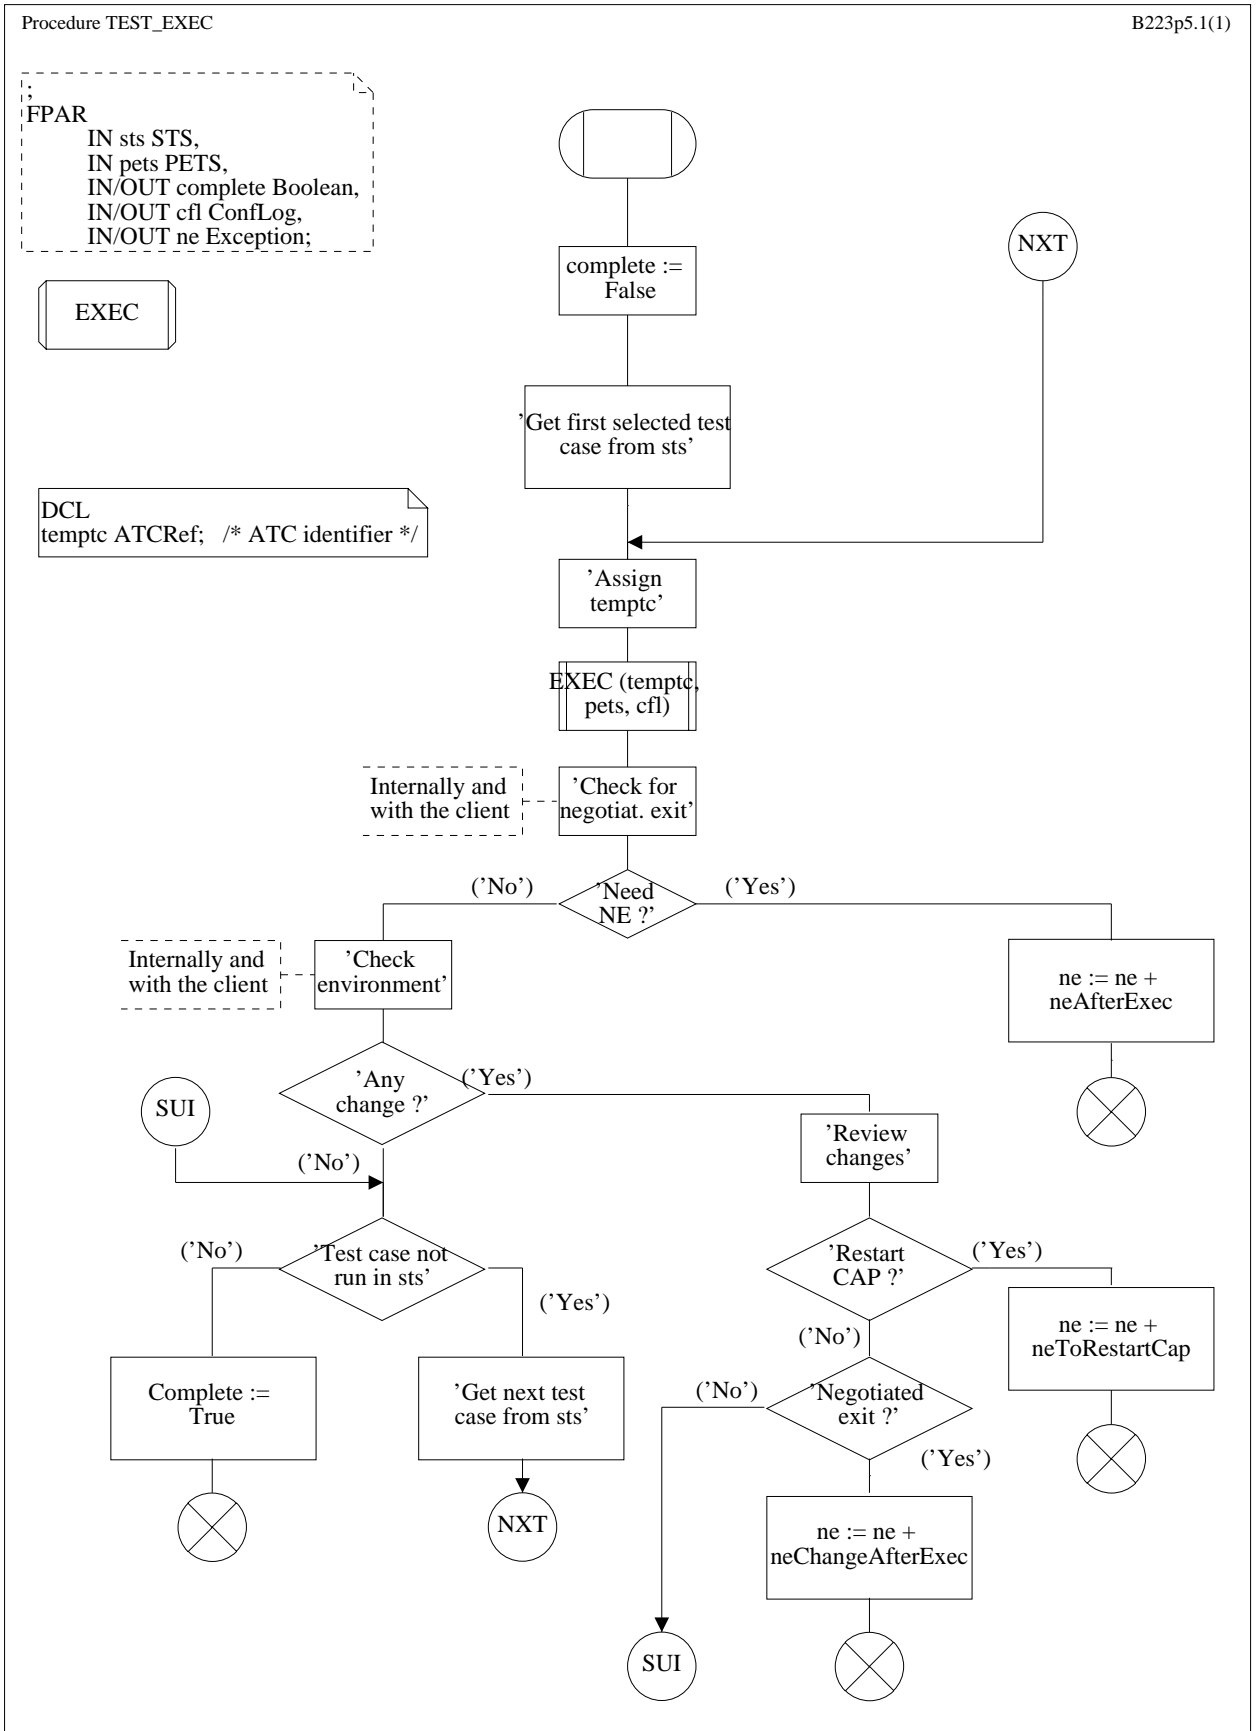 Procedure TEST_EXEC
B223p5.1(1)
;
FPAR
IN sts STS,
IN pets PETS,
IN/OUT complete Boolean,
IN/OUT cfl ConfLog,
IN/OUT ne Exception;
NXT
complete :=
False
EXEC
’Get first selected test
case from sts’
DCL
temptc ATCRef;   /* ATC identifier */
’Assign
temptc’
EXEC (temptc,
pets, cfl)
Internally and
with the client
’Check for
negotiat. exit’
(’No’)
’Need
NE ?’
(’Yes’)
Internally and
with the client
’Check
environment’
ne := ne +
neAfterExec
’Any
change ?’
(’Yes’)
SUI
’Review
changes’
(’No’)
(’No’)
’Test case not
run in sts’
(’Yes’)
’Restart
CAP ?’
(’Yes’)
(’No’)
ne := ne +
neToRestartCap
Complete :=
True
’Get next test
case from sts’
(’No’)
’Negotiated
exit ?’
(’Yes’)
NXT
ne := ne +
neChangeAfterExec
SUI